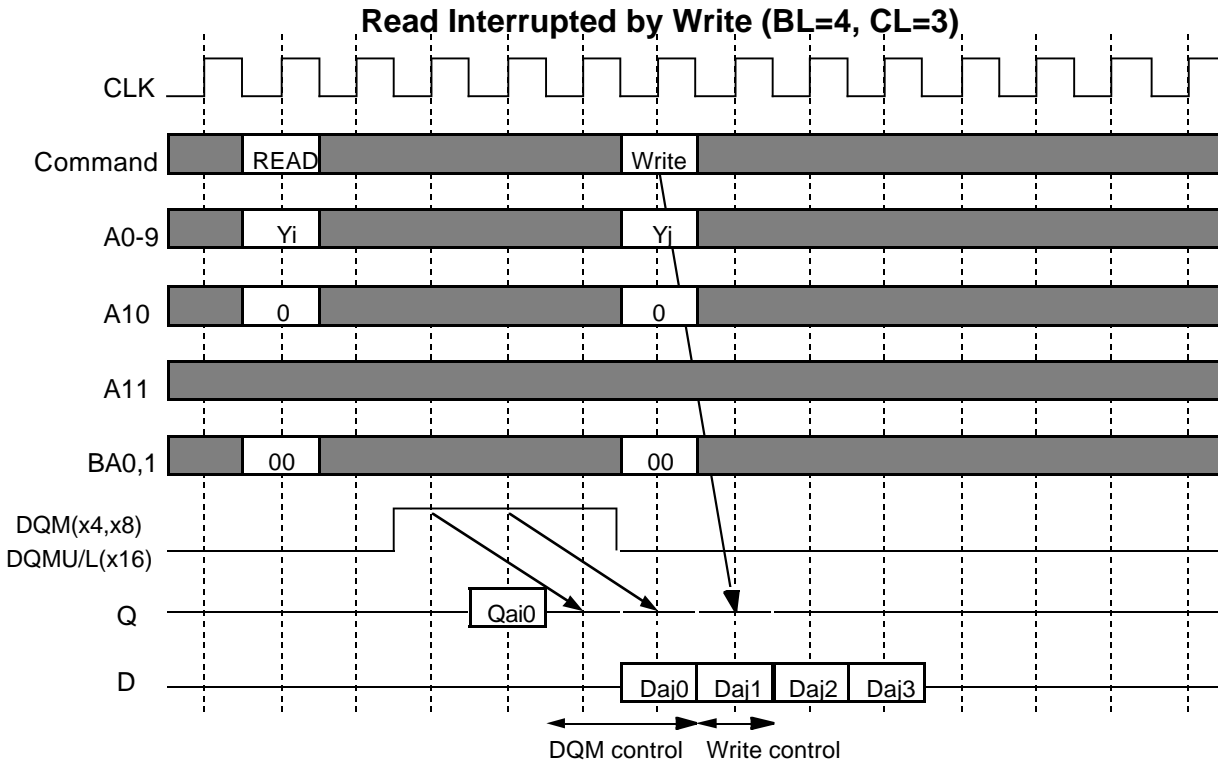 Read Interrupted by Write (BL=4, CL=3)
CLK
Command READ Write
A0-9 Yi Yj
A10 0 0
A11
BA0,1 00 00
DQM(x4,x8)
DQMU/L(x16)
Q Qai0
D Daj0 Daj1 Daj2 Daj3
DQM control Write control